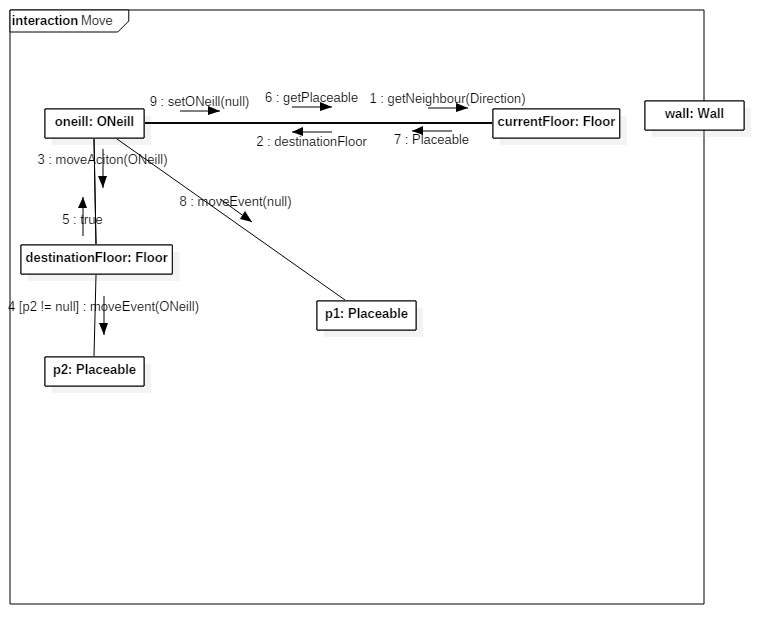 interaction Move
9 : setONeill(null)
6 : getPlaceable
1 : getNeighbour(Direction)
oneill: ONeill
currentFloor: Floor
wall: Wall
2 : destinationFloor
7 : Placeable
3 : moveAciton(ONeill)
8 : moveEvent(null)
5 : true
destinationFloor: Floor
4 [p2 != null] : moveEvent(ONeill)
p1: Placeable
p2: Placeable